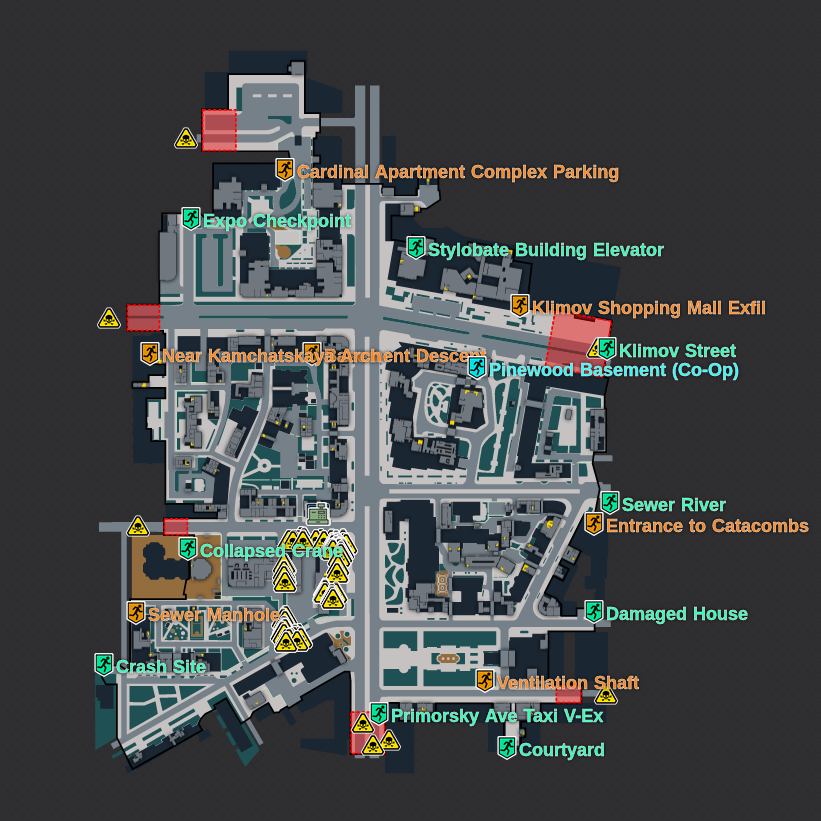 Cardinal Apartment Complex Parking
Expo Checkpoint
Stylobate Building Elevator
Klimov Shopping Mall Exfil
Klimov Street
Near Kamchatskaya Arch
Descent
Pinewood Basement (Co-Op)
Sewer River
Entrance to Catacombs
Collapsed Crane
Damaged House
Sewer Manhole
Crash Site
Ventilation Shaft
Primorsky Ave Taxi V-Ex
Courtyard